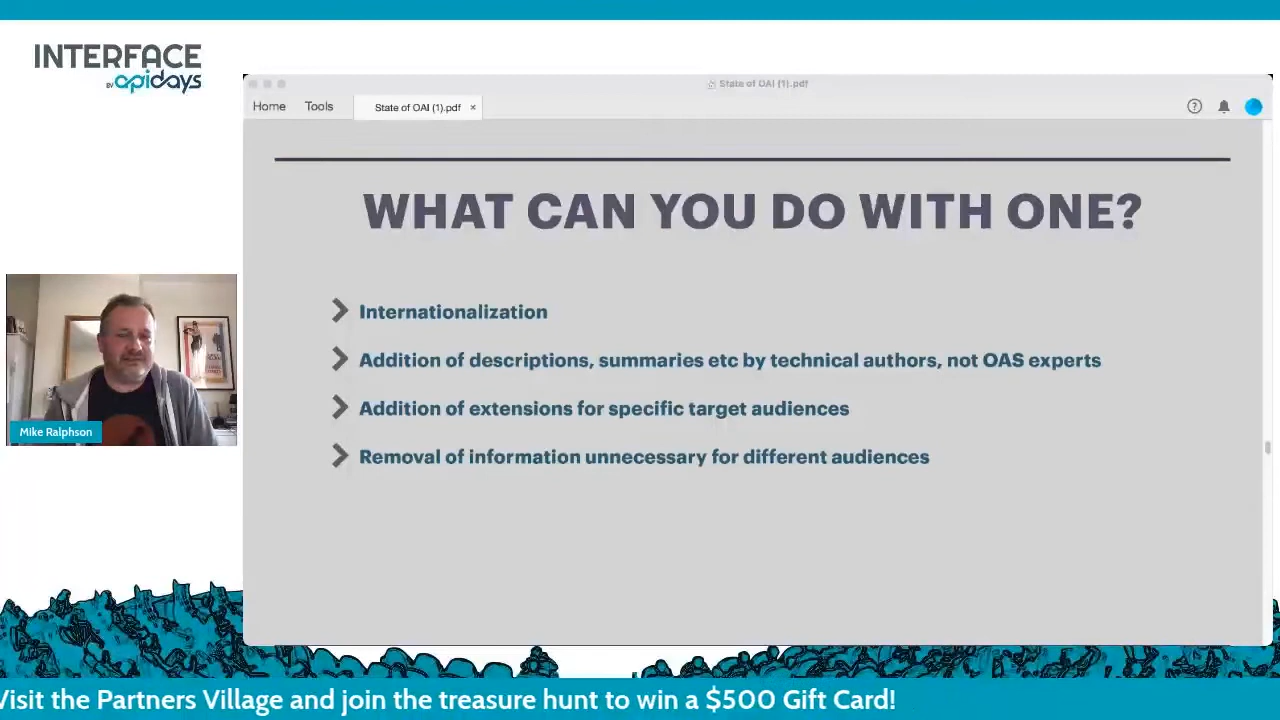 INTERFACE
BY apidays
State of OAI (1).pdf
Home
Tools
State of OAI (1).pdf
×
WHAT CAN YOU DO WITH ONE?
Internationalization
Addition of descriptions, summaries etc by technical authors, not OAS experts
Addition of extensions for specific target audiences
Removal of information unnecessary for different audiences
Mike Ralphson
Visit the Partners Village and join the treasure hunt to win a $500 Gift Card!